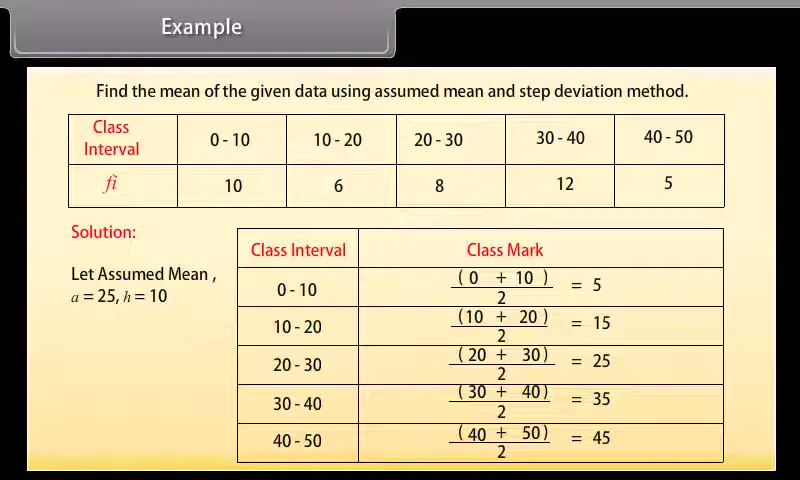 Example
Find the mean of the given data using assumed mean and step deviation method.
Class Interval 0 - 10 10 - 20 20 - 30 30 - 40 40 - 50
fi 10 6 8 12 5
Solution:
Let Assumed Mean ,
a = 25, h = 10
Class Interval Class Mark
0 - 10 ( 0 + 10 ) / 2 = 5
10 - 20 (10 + 20 ) / 2 = 15
20 - 30 ( 20 + 30) / 2 = 25
30 - 40 ( 30 + 40) / 2 = 35
40 - 50 ( 40 + 50) / 2 = 45